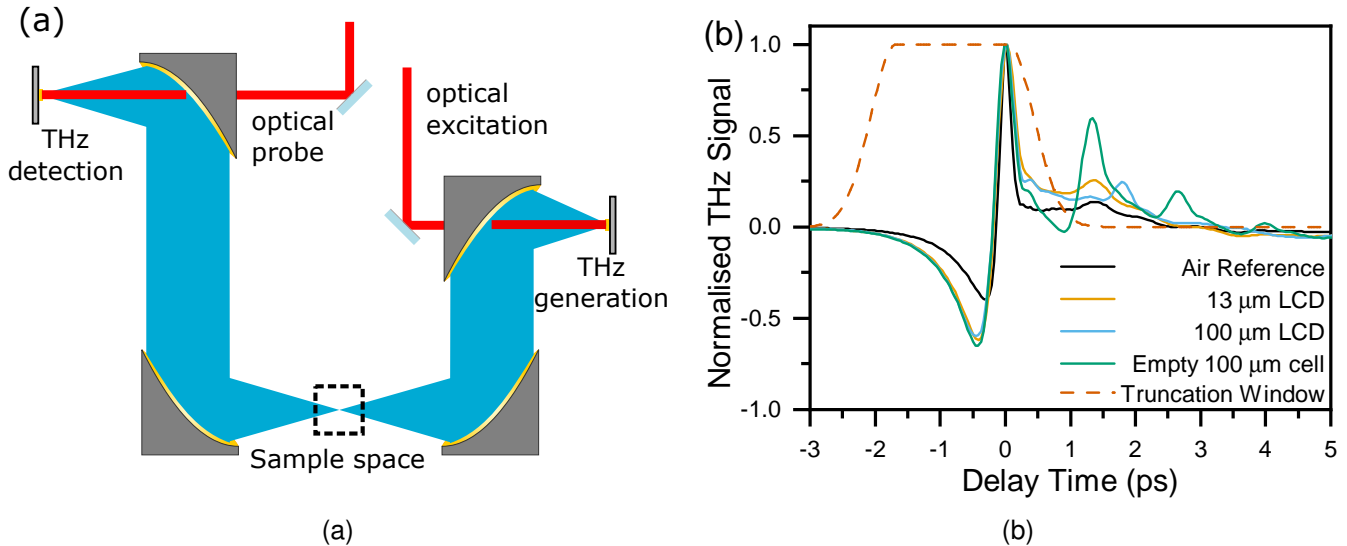 (a)
THz
detection
optical
probe
optical
excitation
THz
generation
Sample space
(a)
(b)
Normalised THz Signal
1.0
0.5
0.0
-0.5
-1.0
Air Reference
13 μm LCD
100 μm LCD
Empty 100 μm cell
Truncation Window
-3 -2 -1 0 1 2 3 4 5
Delay Time (ps)
(b)